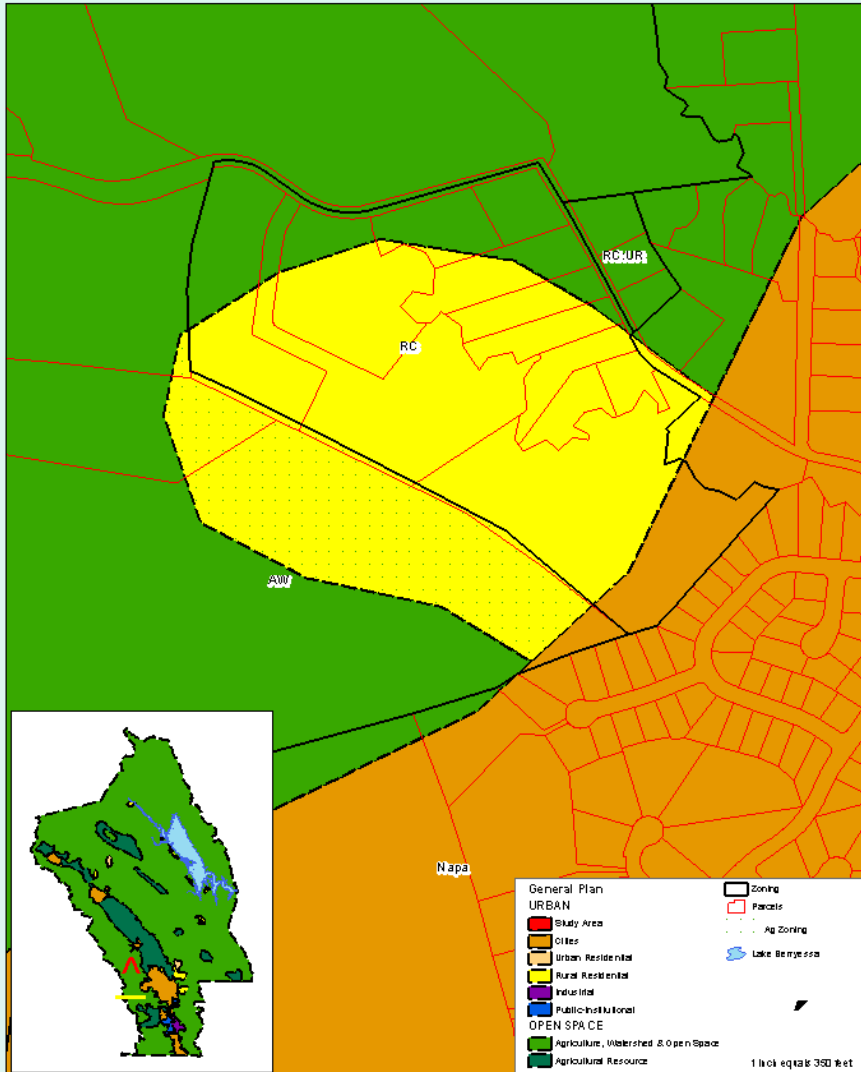 RC:UR
RC
AW
Napa
General Plan
URBAN
Study Area
Cities
Urban Residential
Rural Residential
Industrial
Public-Institutional
OPEN SPACE
Agriculture, Watershed & Open Space
Agricultural Resource
Zoning
Parcels
Ag Zoning
Lake Berryessa
1 inch equals 350 feet